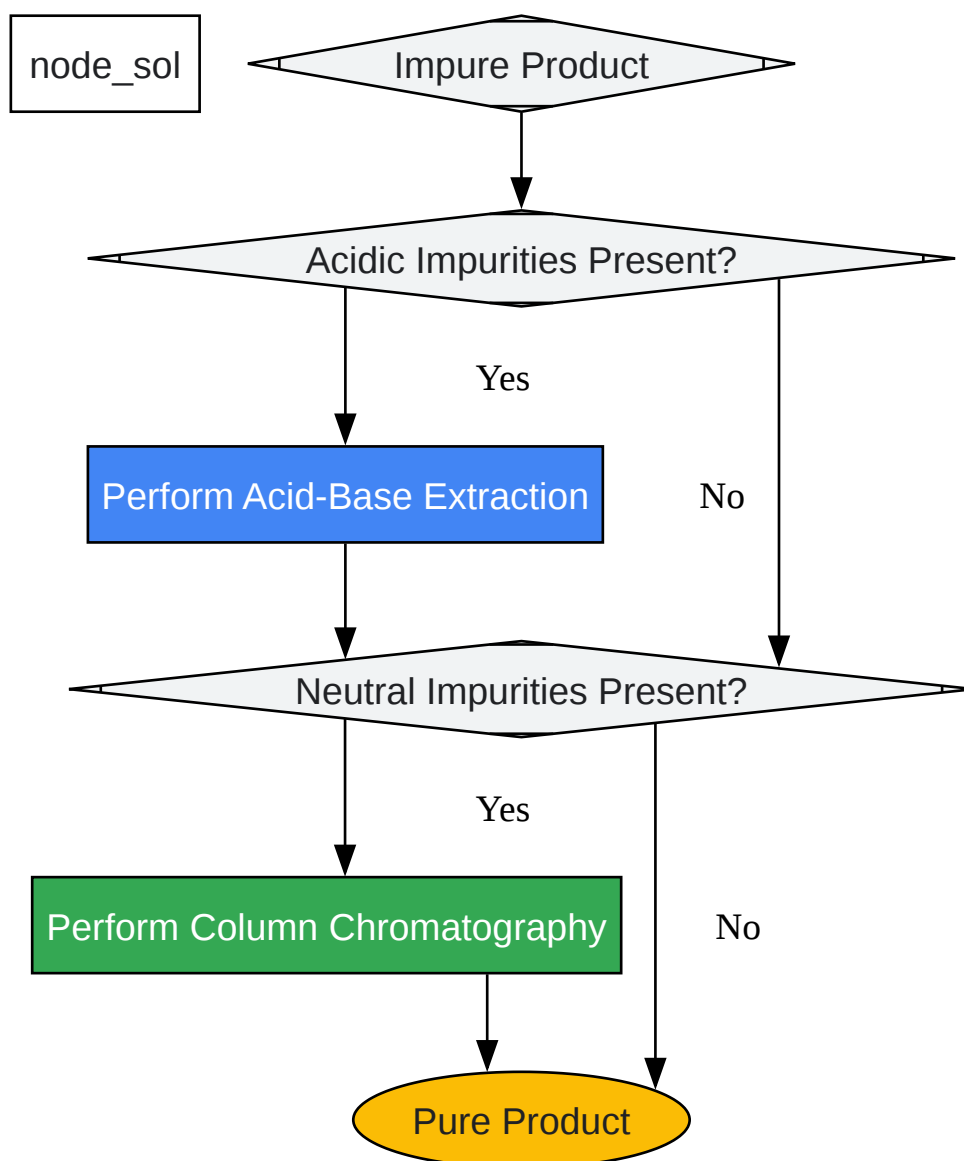 node_sol
Impure Product
Acidic Impurities Present?
Yes
Perform Acid-Base Extraction
No
Neutral Impurities Present?
Yes
Perform Column Chromatography
No
Pure Product